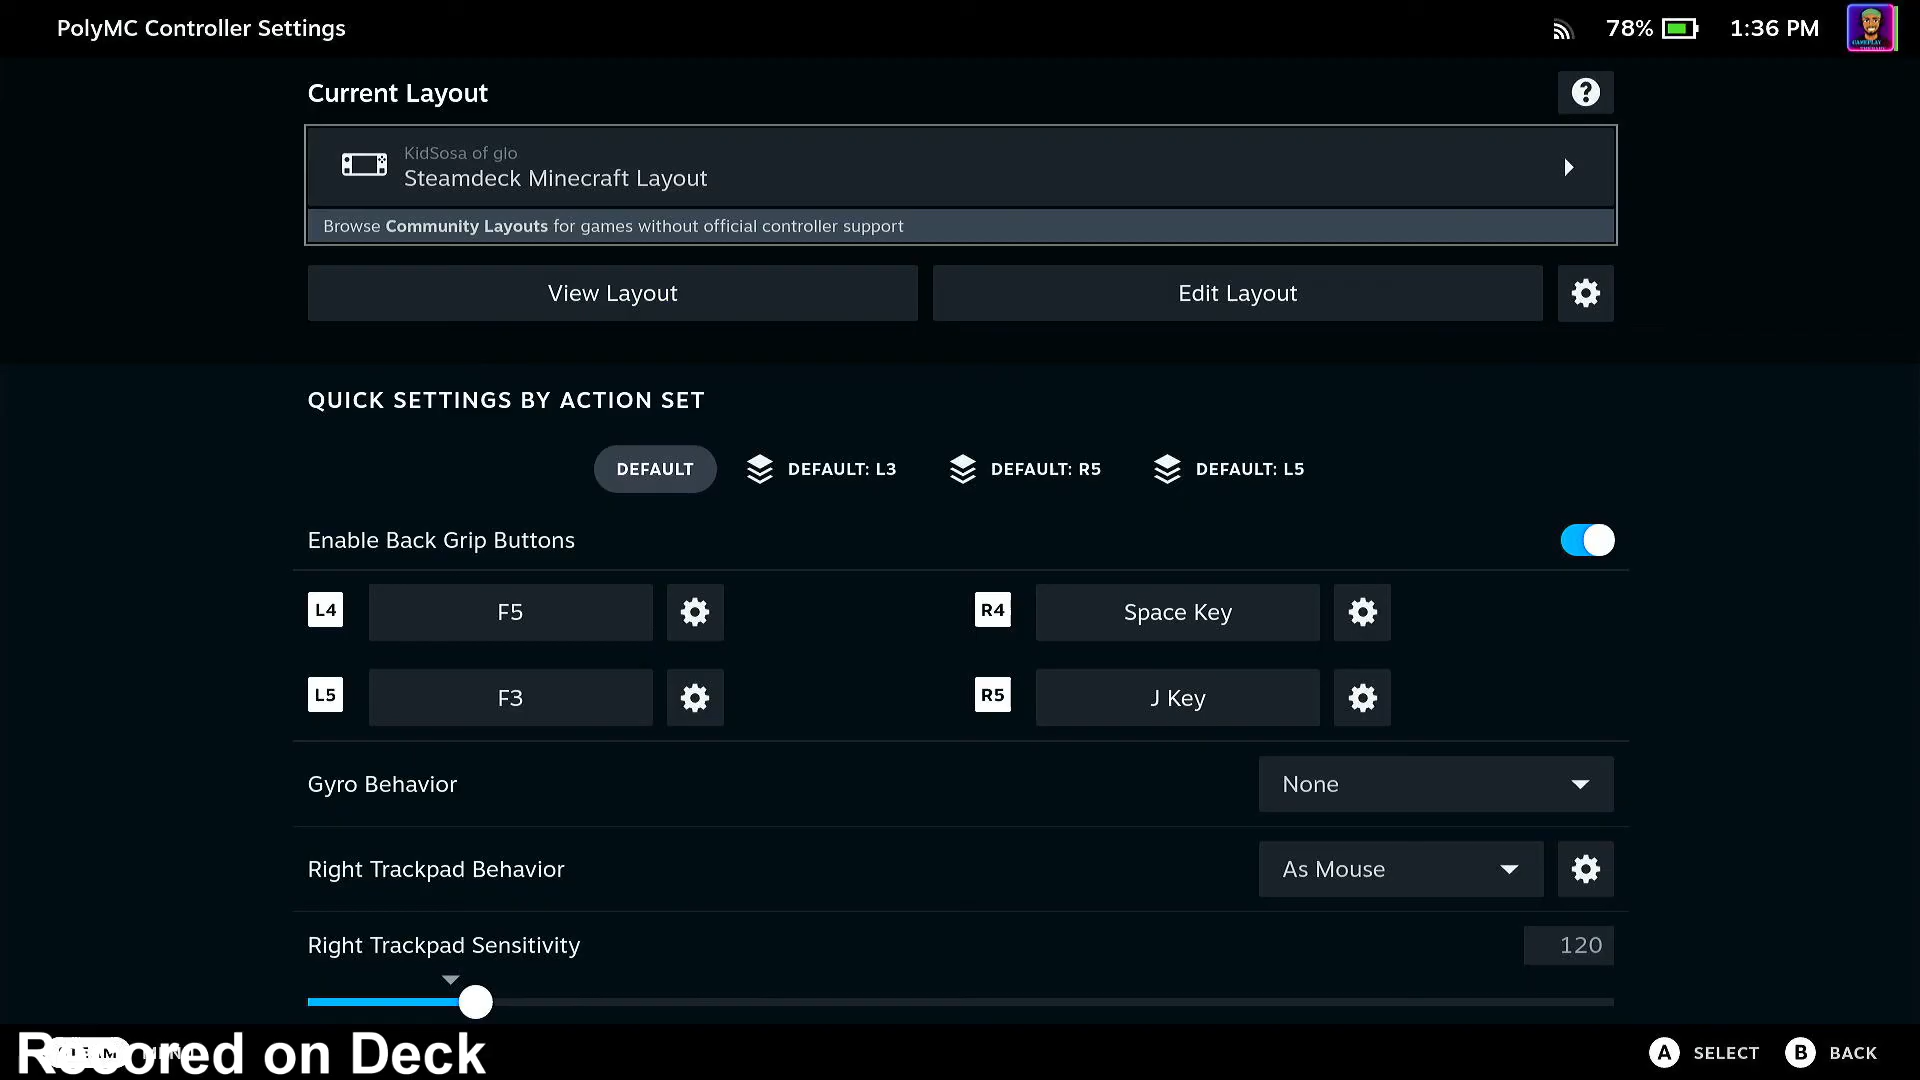 PolyMC Controller Settings
78%
1:36 PM
Current Layout
?
KidSosa of glo
Steamdeck Minecraft Layout
Browse Community Layouts for games without official controller support
View Layout
Edit Layout
QUICK SETTINGS BY ACTION SET
DEFAULT
DEFAULT: L3
DEFAULT: R5
DEFAULT: L5
Enable Back Grip Buttons
L4
F5
R4
Space Key
L5
F3
R5
J Key
Gyro Behavior
None
Right Trackpad Behavior
As Mouse
Right Trackpad Sensitivity
120
Recored on Deck
A SELECT
B BACK